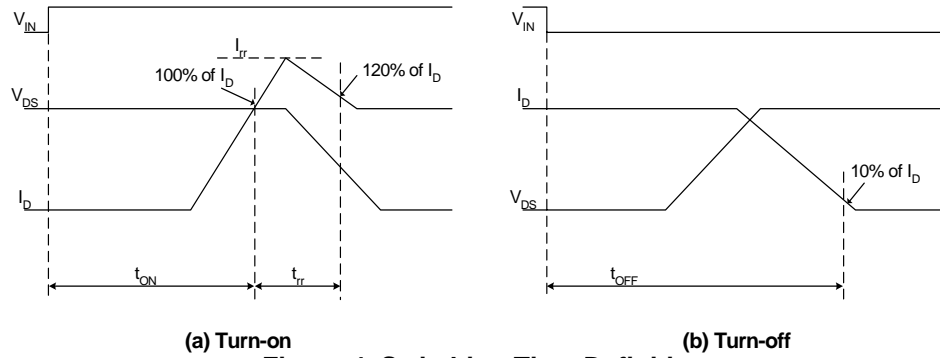 V_IN
I_rr
100% of I_D
120% of I_D
V_DS
I_D
t_ON
t_rr
(a) Turn-on
V_IN
I_D
10% of I_D
V_DS
t_OFF
(b) Turn-off